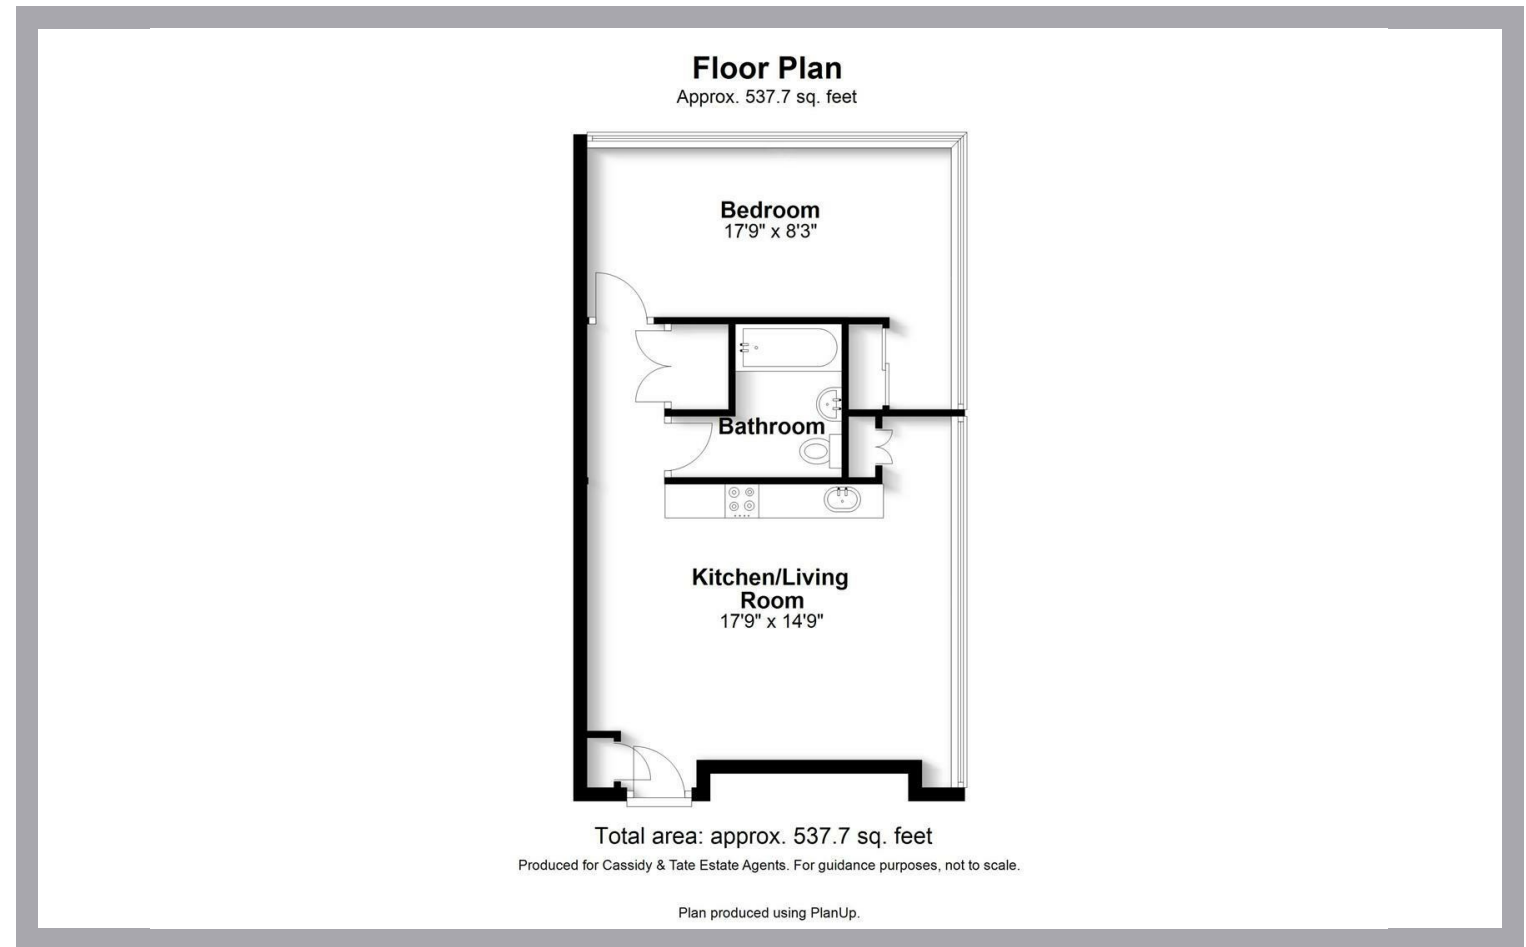 Floor Plan
Approx. 537.7 sq. feet
Bedroom
17'9" x 8'3"
Bathroom
Kitchen/Living
Room
17'9" x 14'9"
Total area: approx. 537.7 sq. feet
Produced for Cassidy & Tate Estate Agents. For guidance purposes, not to scale.
Plan produced using PlanUp.